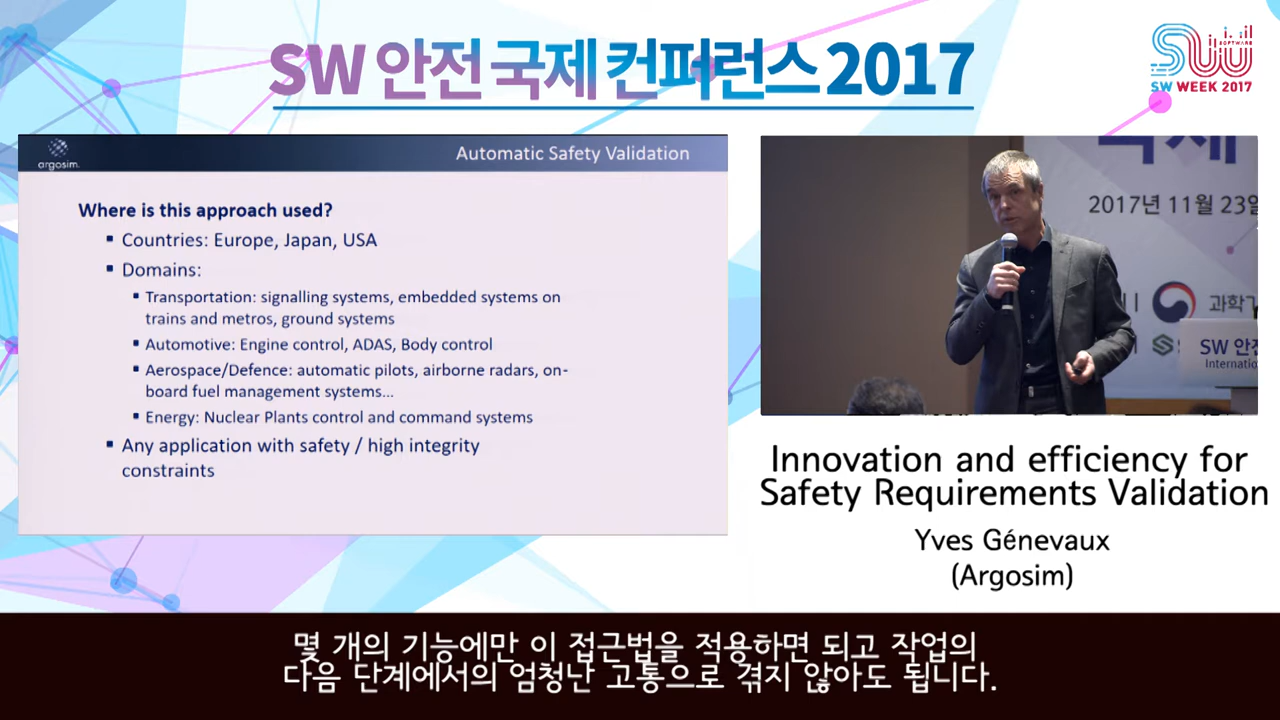 SW 안전 국제 컨퍼런스 2017
SOFTWARE
SW WEEK 2017
argosim
Automatic Safety Validation
Where is this approach used?
▪ Countries: Europe, Japan, USA
▪ Domains:
▪ Transportation: signalling systems, embedded systems on
trains and metros, ground systems
▪ Automotive: Engine control, ADAS, Body control
▪ Aerospace/Defence: automatic pilots, airborne radars, on-
board fuel management systems...
▪ Energy: Nuclear Plants control and command systems
▪ Any application with safety / high integrity
constraints
국제
2017년 11월 23일
과학기
SW 안전
Internatio
Innovation and efficiency for
Safety Requirements Validation
Yves Génevaux
(Argosim)
몇 개의 기능에만 이 접근법을 적용하면 되고 작업의
다음 단계에서의 엄청난 고통으로 겪지 않아도 됩니다.